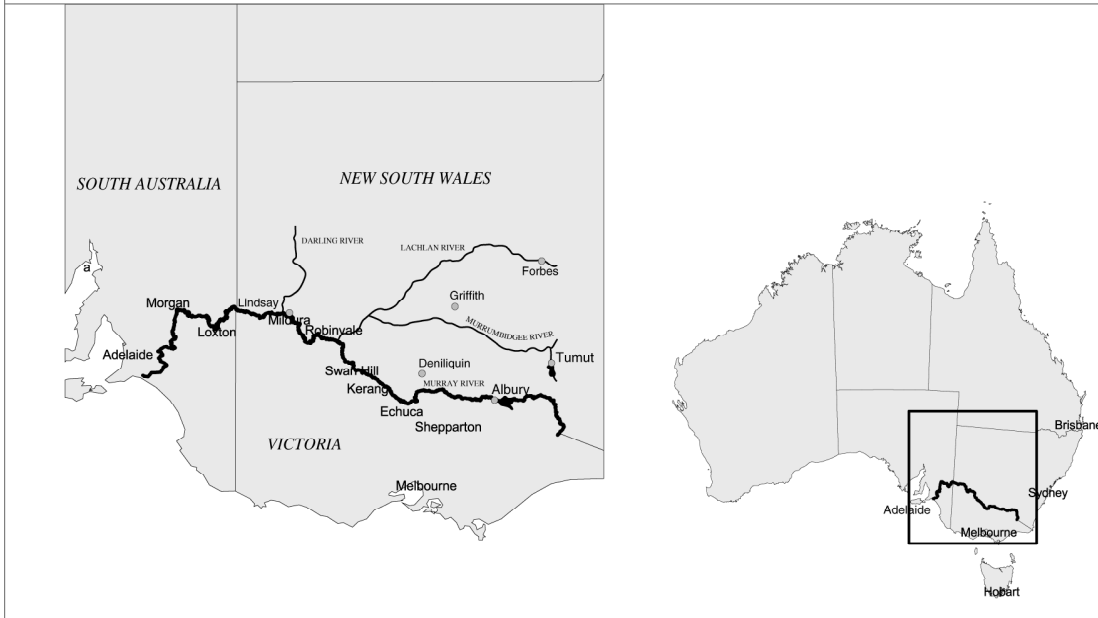 SOUTH AUSTRALIA
NEW SOUTH WALES
DARLING RIVER
LACHLAN RIVER
a
Forbes
Morgan
Lindsay
Griffith
Mildura
Loxton
Robinvale
MURRUMBIDGEE RIVER
Adelaide
Tumut
Deniliquin
Swan Hill
MURRAY RIVER
Kerang
Albury
Echuca
Shepparton
VICTORIA
Melbourne
Brisbane
Sydney
Adelaide
Melbourne
Hobart